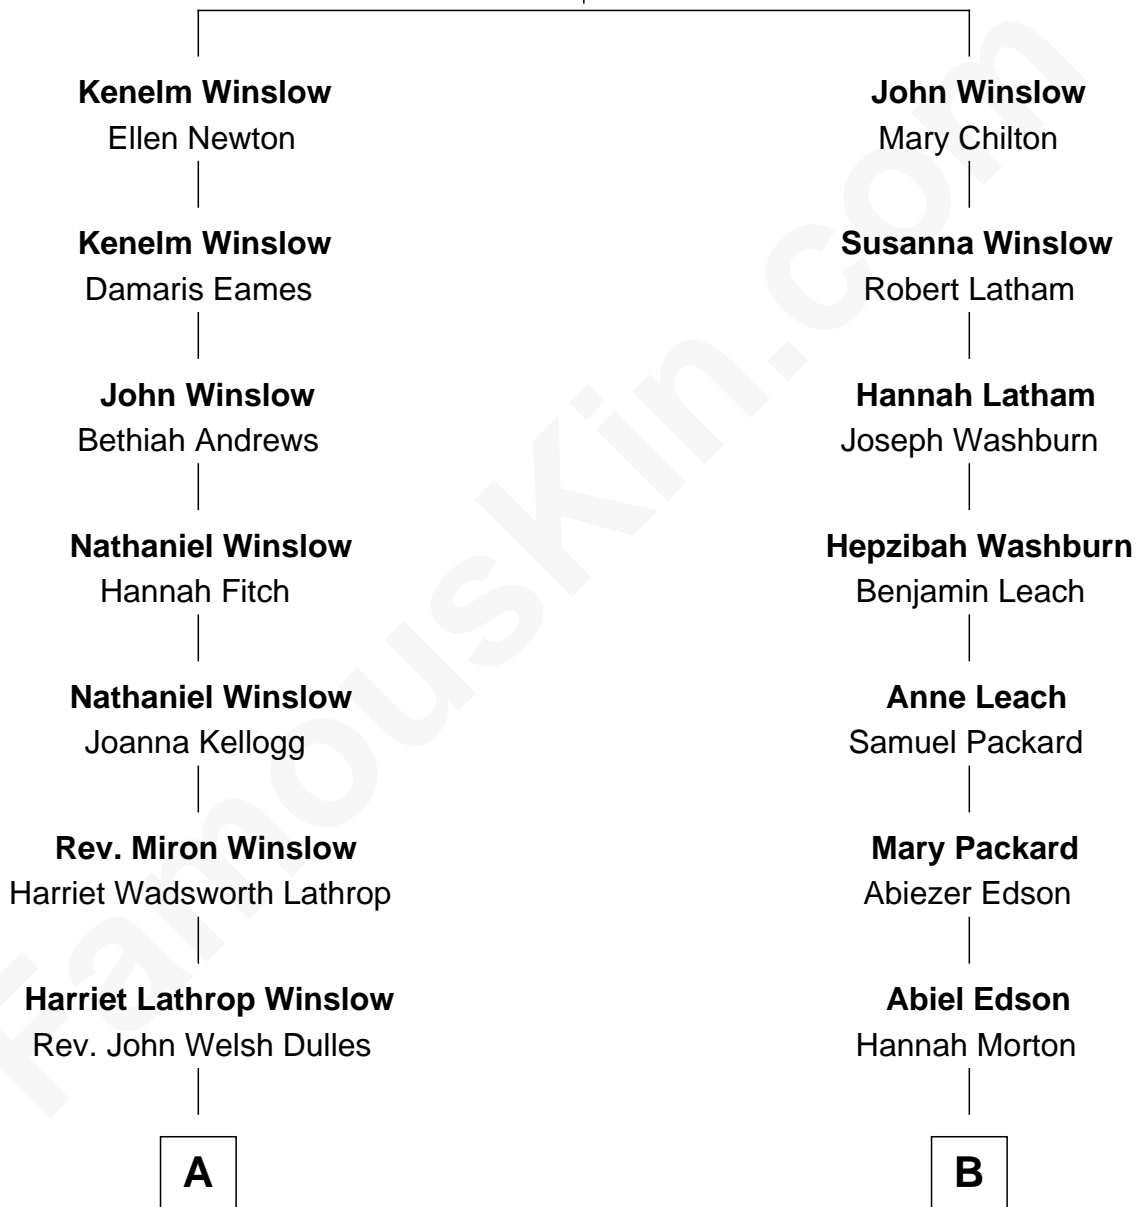 Kenelm Winslow
Ellen Newton
Kenelm Winslow
Damaris Eames
John Winslow
Bethiah Andrews
Nathaniel Winslow
Hannah Fitch
Nathaniel Winslow
Joanna Kellogg
Rev. Miron Winslow
Harriet Wadsworth Lathrop
Harriet Lathrop Winslow
Rev. John Welsh Dulles
A
John Winslow
Mary Chilton
Susanna Winslow
Robert Latham
Hannah Latham
Joseph Washburn
Hepzibah Washburn
Benjamin Leach
Anne Leach
Samuel Packard
Mary Packard
Abiezer Edson
Abiel Edson
Hannah Morton
B
FamousKin.com